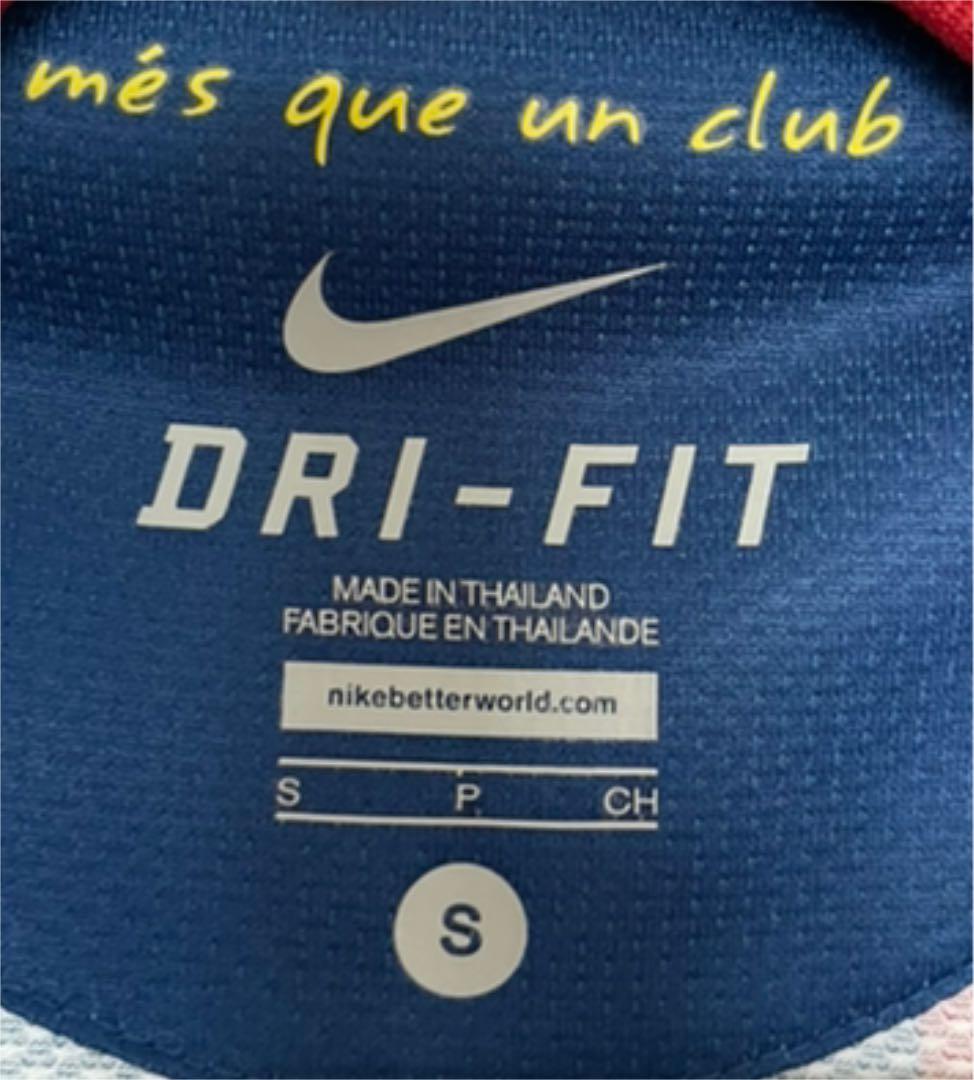 més que un club
DRI-FIT
MADE IN THAILAND
FABRIQUE EN THAILANDE
nikebetterworld.com
S P CH
S